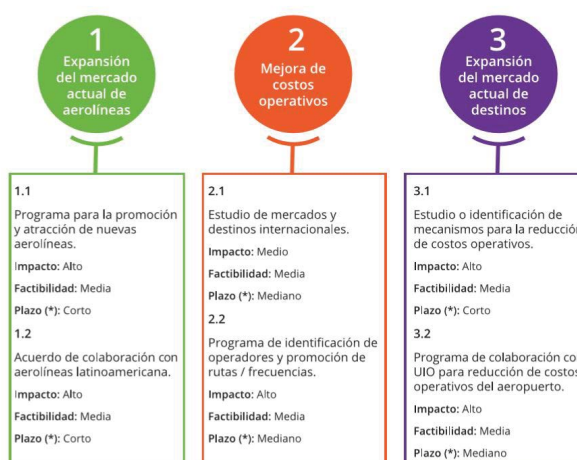 1
Expansión
del mercado
actual de
aerolíneas
1.1
Programa para la promoción
y atracción de nuevas
aerolíneas.
Impacto: Alto
Factibilidad: Media
Plazo (*): Corto
1.2
Acuerdo de colaboración con
aerolíneas latinoamericana.
Impacto: Alto
Factibilidad: Media
Plazo (*): Corto
2
Mejora de
costos
operativos
2.1
Estudio de mercados y
destinos internacionales.
Impacto: Medio
Factibilidad: Media
Plazo (*): Mediano
2.2
Programa de identificación de
operadores y promoción de
rutas / frecuencias.
Impacto: Alto
Factibilidad: Media
Plazo (*): Mediano
3
Expansión
del mercado
actual de
destinos
3.1
Estudio o identificación de
mecanismos para la reducción
de costos operativos.
Impacto: Alto
Factibilidad: Media
Plazo (*): Corto
3.2
Programa de colaboración co
UIO para reducción de costos
operativos del aeropuerto.
Impacto: Alto
Factibilidad: Media
Plazo (*): Mediano